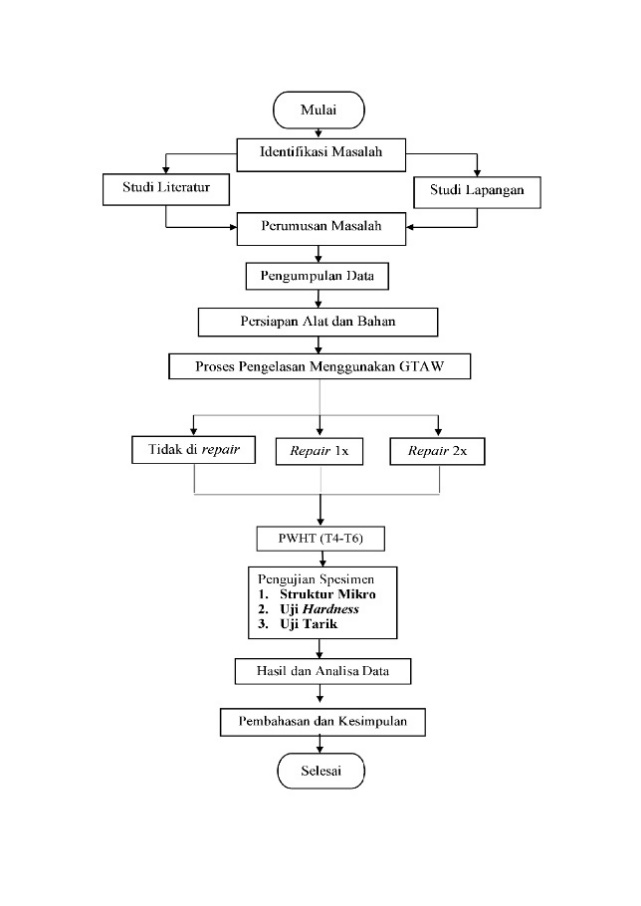 Mulai
Identifikasi Masalah
Studi Literatur
Studi Lapangan
Perumusan Masalah
Pengumpulan Data
Persiapan Alat dan Bahan
Proses Pengelasan Menggunakan GTAW
Tidak di repair
Repair 1x
Repair 2x
PWHT (T4-T6)
Pengujian Spesimen
1. Struktur Mikro
2. Uji Hardness
3. Uji Tarik
Hasil dan Analisa Data
Pembahasan dan Kesimpulan
Selesai